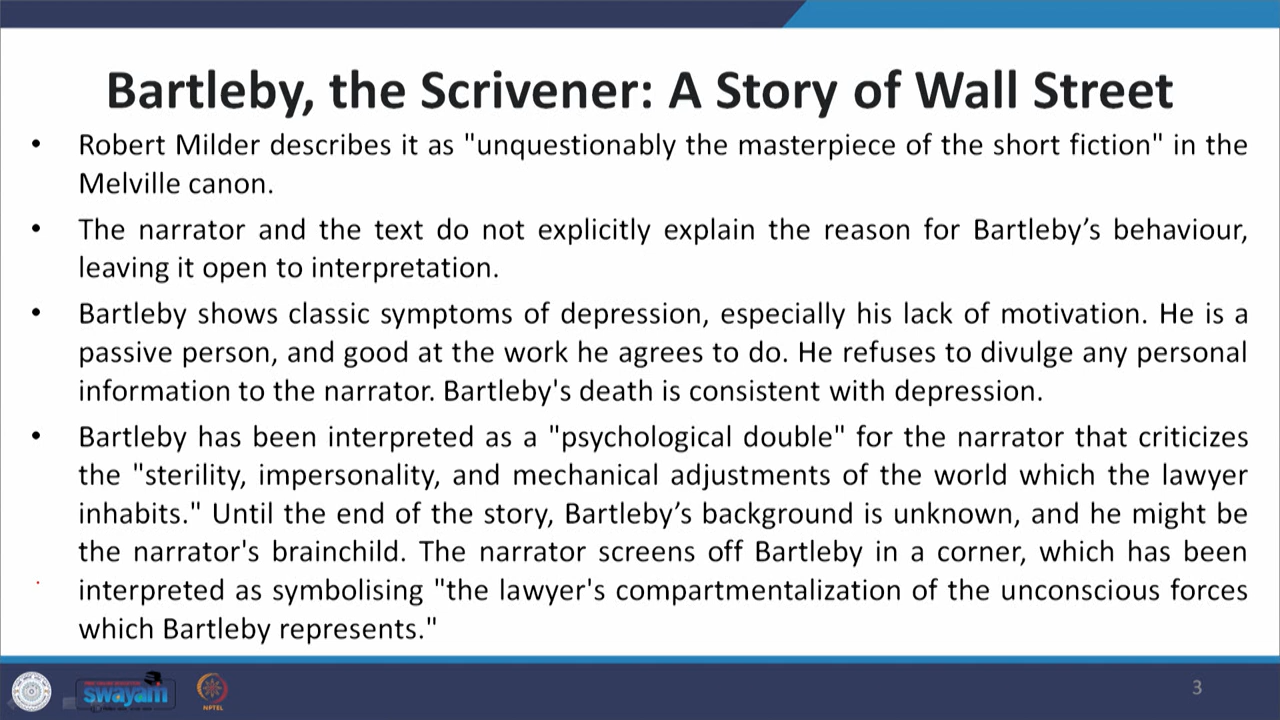 Bartleby, the Scrivener: A Story of Wall Street
• Robert Milder describes it as "unquestionably the masterpiece of the short fiction" in the
Melville canon.
• The narrator and the text do not explicitly explain the reason for Bartleby’s behaviour,
leaving it open to interpretation.
• Bartleby shows classic symptoms of depression, especially his lack of motivation. He is a
passive person, and good at the work he agrees to do. He refuses to divulge any personal
information to the narrator. Bartleby's death is consistent with depression.
• Bartleby has been interpreted as a "psychological double" for the narrator that criticizes
the "sterility, impersonality, and mechanical adjustments of the world which the lawyer
inhabits." Until the end of the story, Bartleby’s background is unknown, and he might be
the narrator's brainchild. The narrator screens off Bartleby in a corner, which has been
interpreted as symbolising "the lawyer's compartmentalization of the unconscious forces
which Bartleby represents."
swayam
NPTEL
3